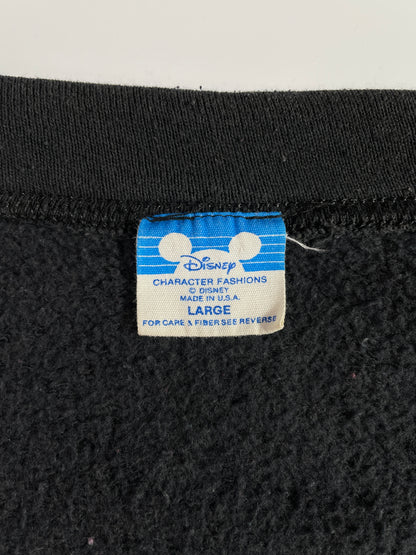 Disney
CHARACTER FASHIONS
© DISNEY
MADE IN U.S.A.
LARGE
FOR CARE & FIBER SEE REVERSE